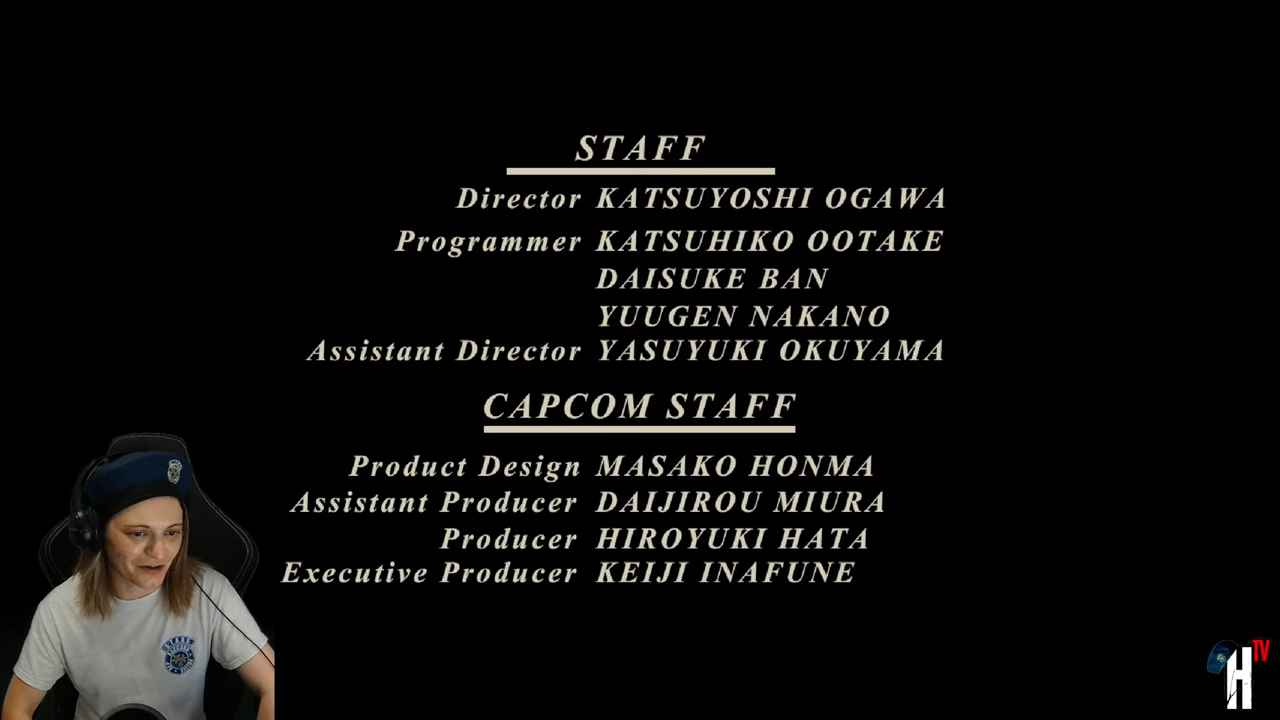 STAFF
Director KATSUYOSHI OGAWA
Programmer KATSUHIKO OOTAKE
DAISUKE BAN
YUUGEN NAKANO
Assistant Director YASUYUKI OKUYAMA
CAPCOM STAFF
Product Design MASAKO HONMA
Assistant Producer DAIJIROU MIURA
Producer HIROYUKI HATA
Executive Producer KEIJI INAFUNE
S.T.A.R.S.
H TV